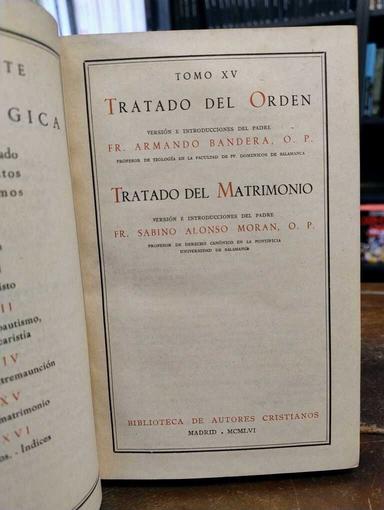 TE
GICA
ado
tos
mos
isto
II
autismo,
caristía
IV
tremaunción
XV
matrimonio
XVI
os. - Indices
TOMO XV
TRATADO DEL ORDEN
VERSIÓN E INTRODUCCIONES DEL PADRE
FR. ARMANDO BANDERA, O. P.
PROFESOR DE TEOLOGÍA EN LA FACULTAD DE PP. DOMINICOS DE SALAMANCA
TRATADO DEL MATRIMONIO
VERSIÓN E INTRODUCCIONES DEL PADRE
FR. SABINO ALONSO MORAN, O. P.
PROFESOR DE DERECHO CANÓNICO EN LA PONTIFICIA
UNIVERSIDAD DE SALAMANCA
BIBLIOTECA DE AUTORES CRISTIANOS
MADRID • MCMLVI